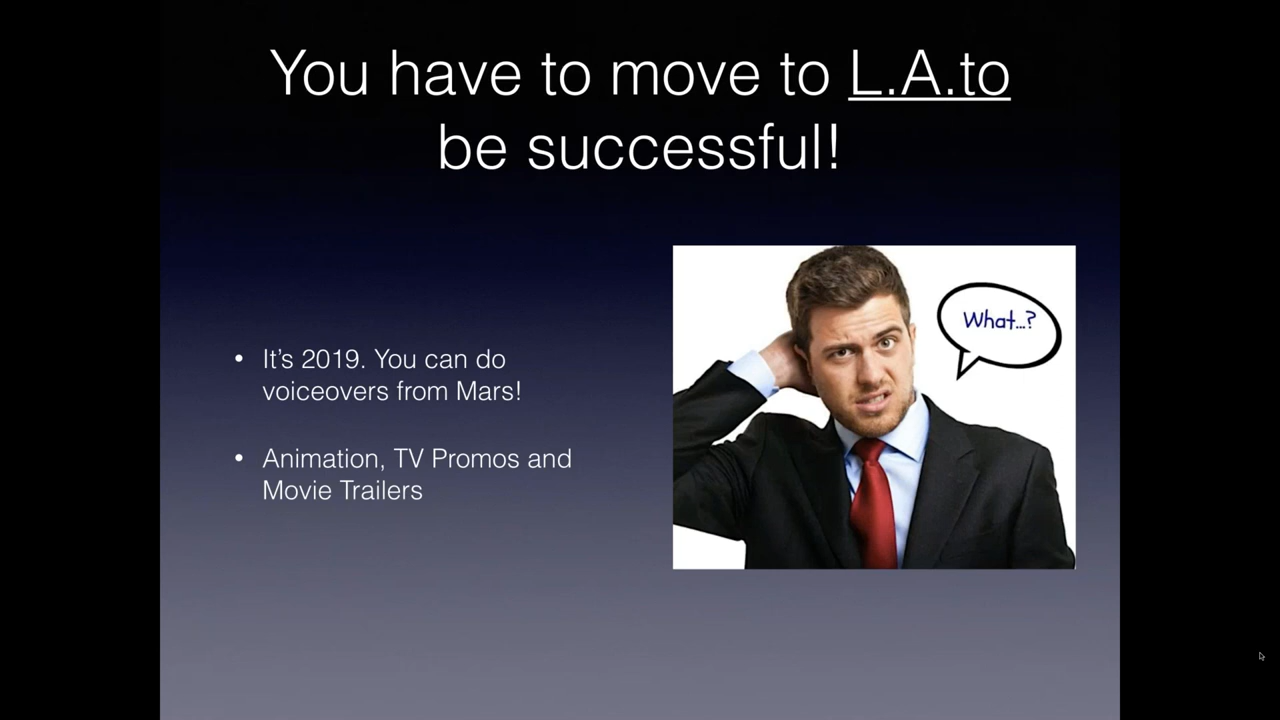 You have to move to L.A.to
be successful!
• It's 2019. You can do
voiceovers from Mars!
• Animation, TV Promos and
Movie Trailers
What...?